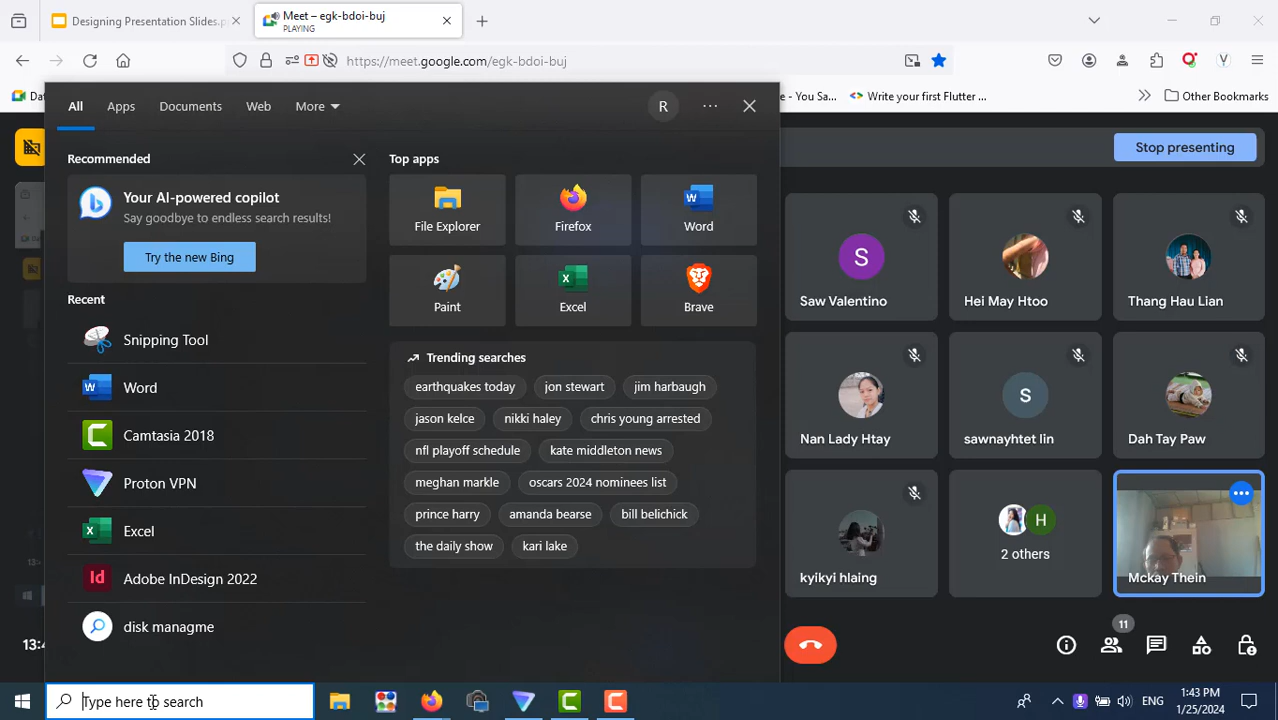 Designing Presentation Slides.p
Meet – egk-bdoi-buj
PLAYING
https://meet.google.com/egk-bdoi-buj
Da
e - You Sa...
Write your first Flutter ...
Other Bookmarks
All Apps Documents Web More
R
Recommended
Your AI-powered copilot
Say goodbye to endless search results!
Try the new Bing
Recent
Snipping Tool
Word
Camtasia 2018
Proton VPN
Excel
Adobe InDesign 2022
disk managme
Top apps
File Explorer Firefox Word
Paint Excel Brave
Trending searches
earthquakes today jon stewart jim harbaugh
jason kelce nikki haley chris young arrested
nfl playoff schedule kate middleton news
meghan markle oscars 2024 nominees list
prince harry amanda bearse bill belichick
the daily show kari lake
Stop presenting
S
Saw Valentino
Hei May Htoo
Thang Hau Lian
Nan Lady Htay
S
sawnayhtet lin
Dah Tay Paw
kyikyi hlaing
H
2 others
Mckay Thein
11
13:4
Type here to search
ENG
1:43 PM
1/25/2024